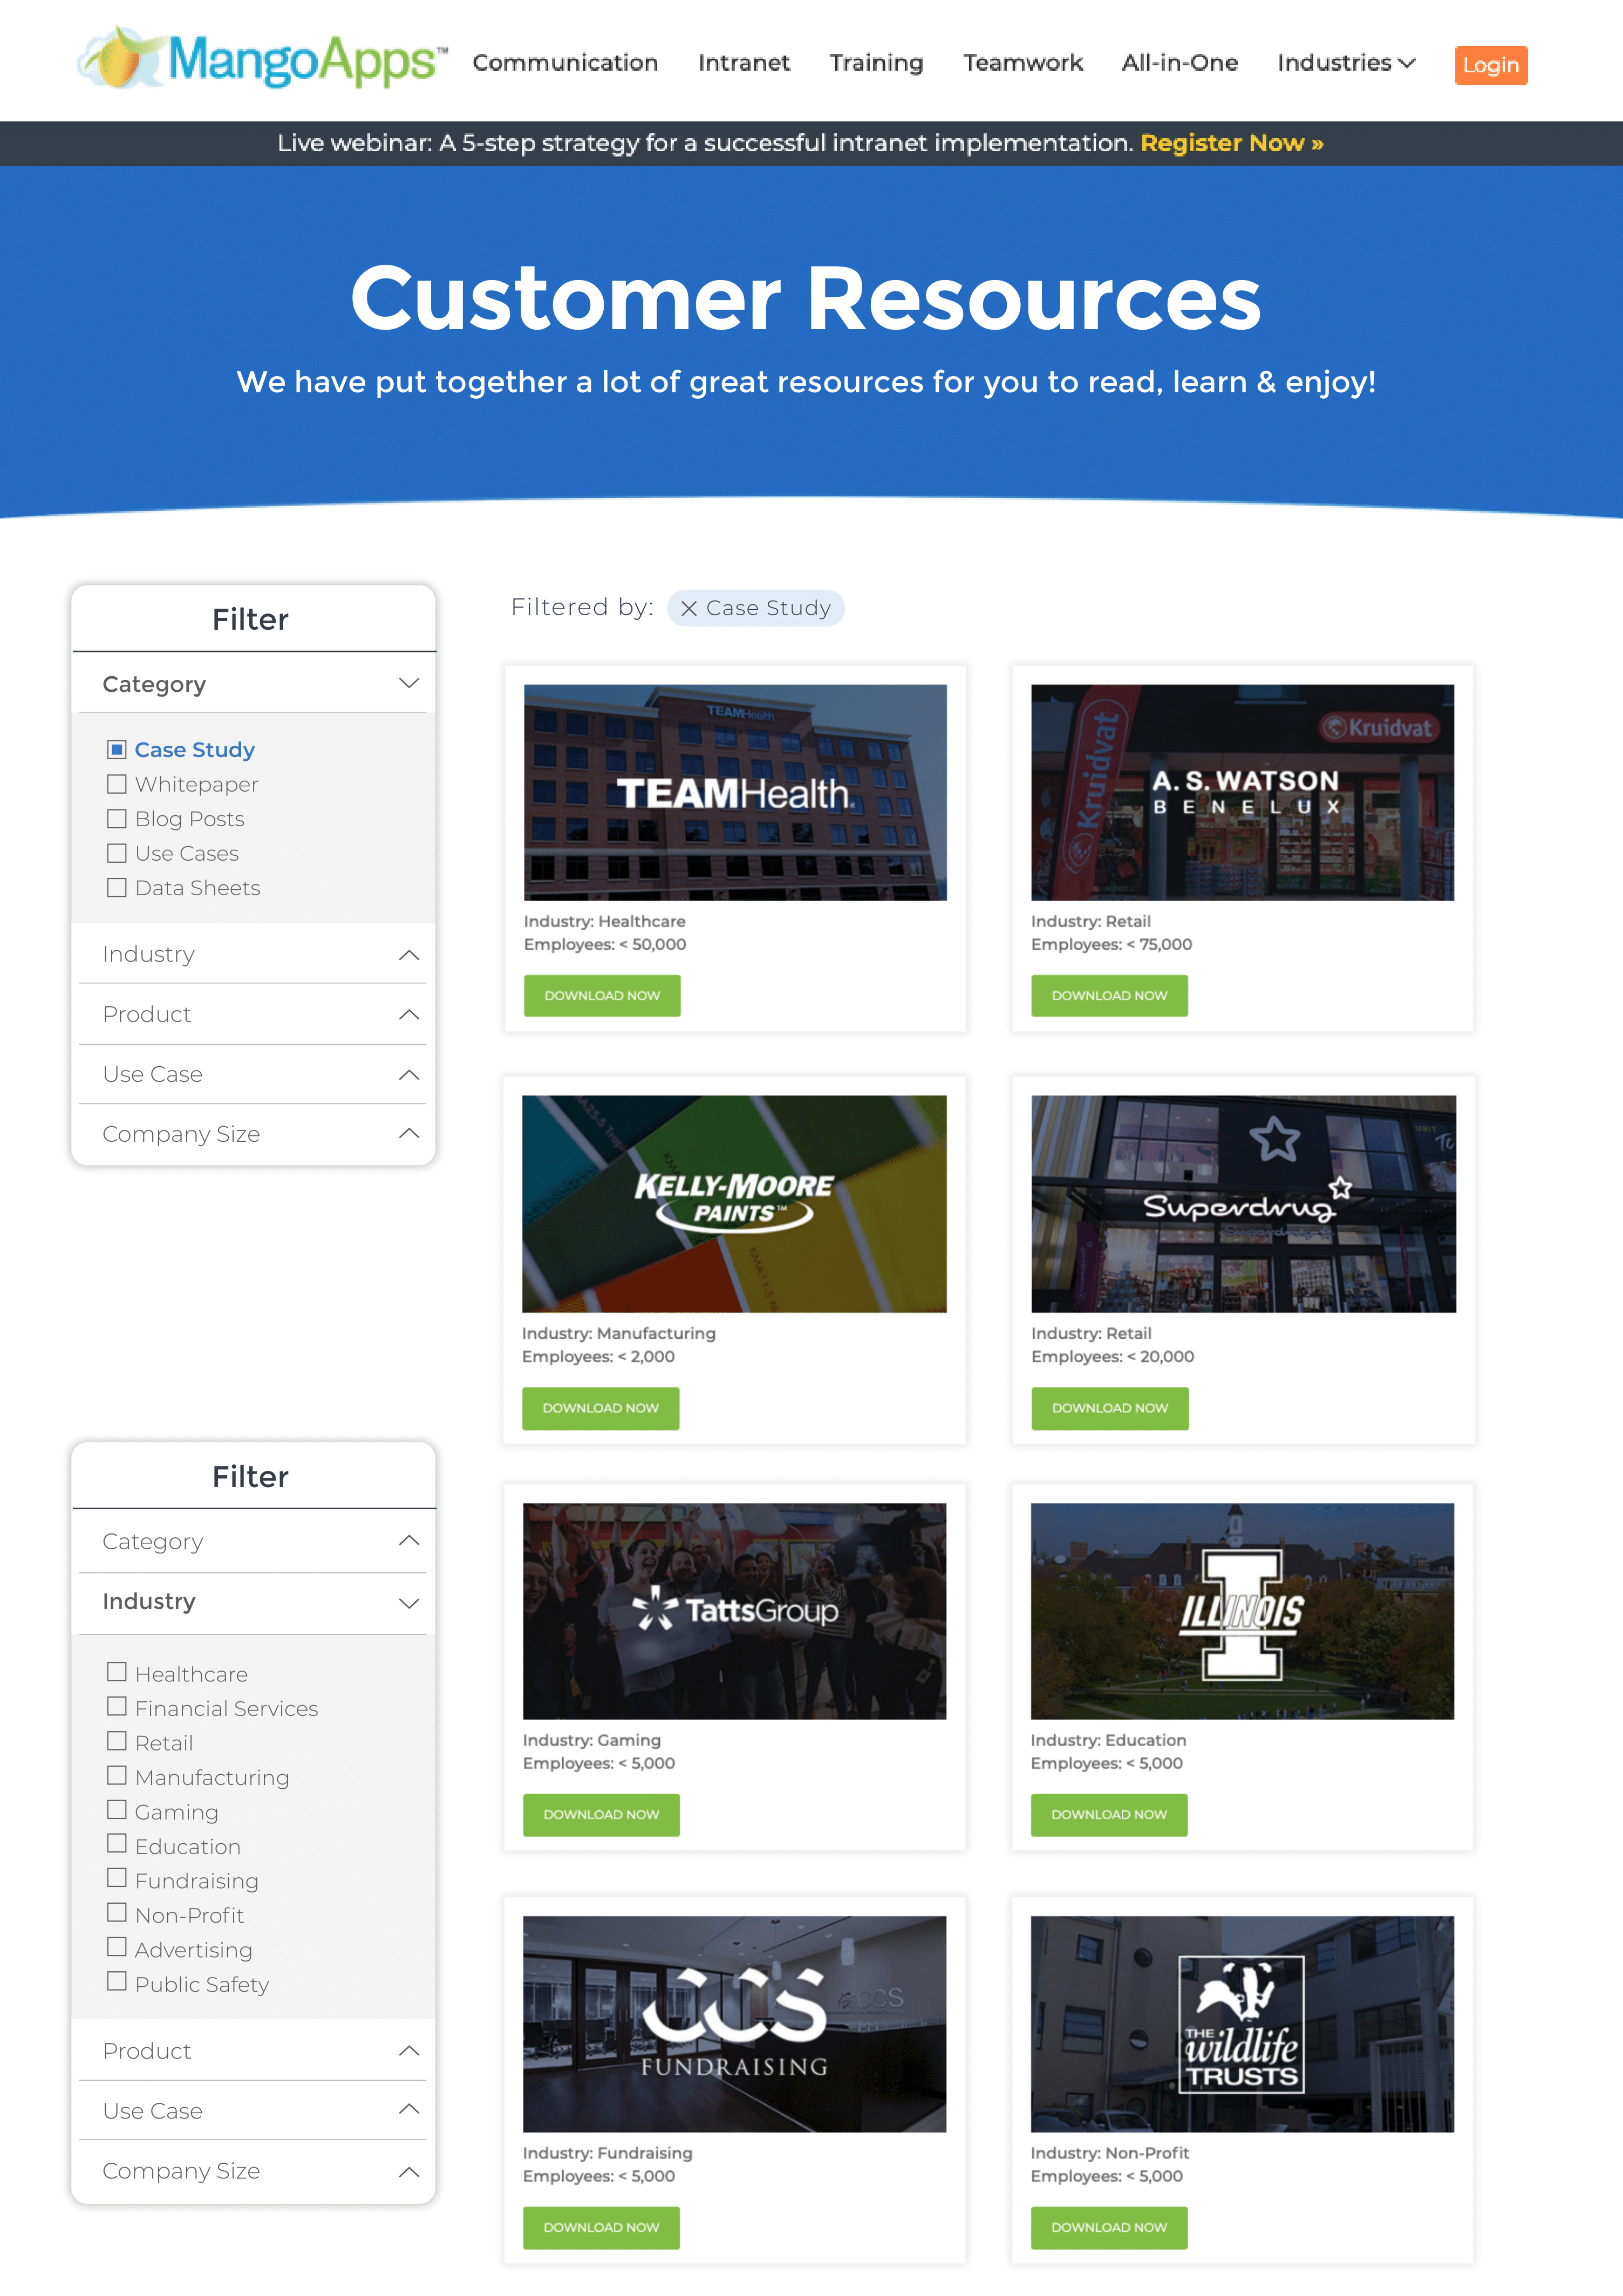 MangoApps™
Communication Intranet Training Teamwork All-in-One Industries Login
Live webinar: A 5-step strategy for a successful intranet implementation. Register Now »
Customer Resources
We have put together a lot of great resources for you to read, learn & enjoy!
Filter
Category
Case Study
Whitepaper
Blog Posts
Use Cases
Data Sheets
Industry
Product
Use Case
Company Size
Filtered by: Case Study
TEAMHealth
TEAMHealth®
Industry: Healthcare
Employees: < 50,000
DOWNLOAD NOW
Kruidvat
Kruidvat
A.S. WATSON
BENELUX
Industry: Retail
Employees: < 75,000
DOWNLOAD NOW
KELLY-MOORE
PAINTS™
Industry: Manufacturing
Employees: < 2,000
DOWNLOAD NOW
Superdrug
Superdrug
Industry: Retail
Employees: < 20,000
DOWNLOAD NOW
Filter
Category
Industry
Healthcare
Financial Services
Retail
Manufacturing
Gaming
Education
Fundraising
Non-Profit
Advertising
Public Safety
Product
Use Case
Company Size
TattsGroup
Industry: Gaming
Employees: < 5,000
DOWNLOAD NOW
ILLINOIS
Industry: Education
Employees: < 5,000
DOWNLOAD NOW
CCS
CCS
FUNDRAISING
Industry: Fundraising
Employees: < 5,000
DOWNLOAD NOW
THE
wildlife
TRUSTS
Industry: Non-Profit
Employees: < 5,000
DOWNLOAD NOW